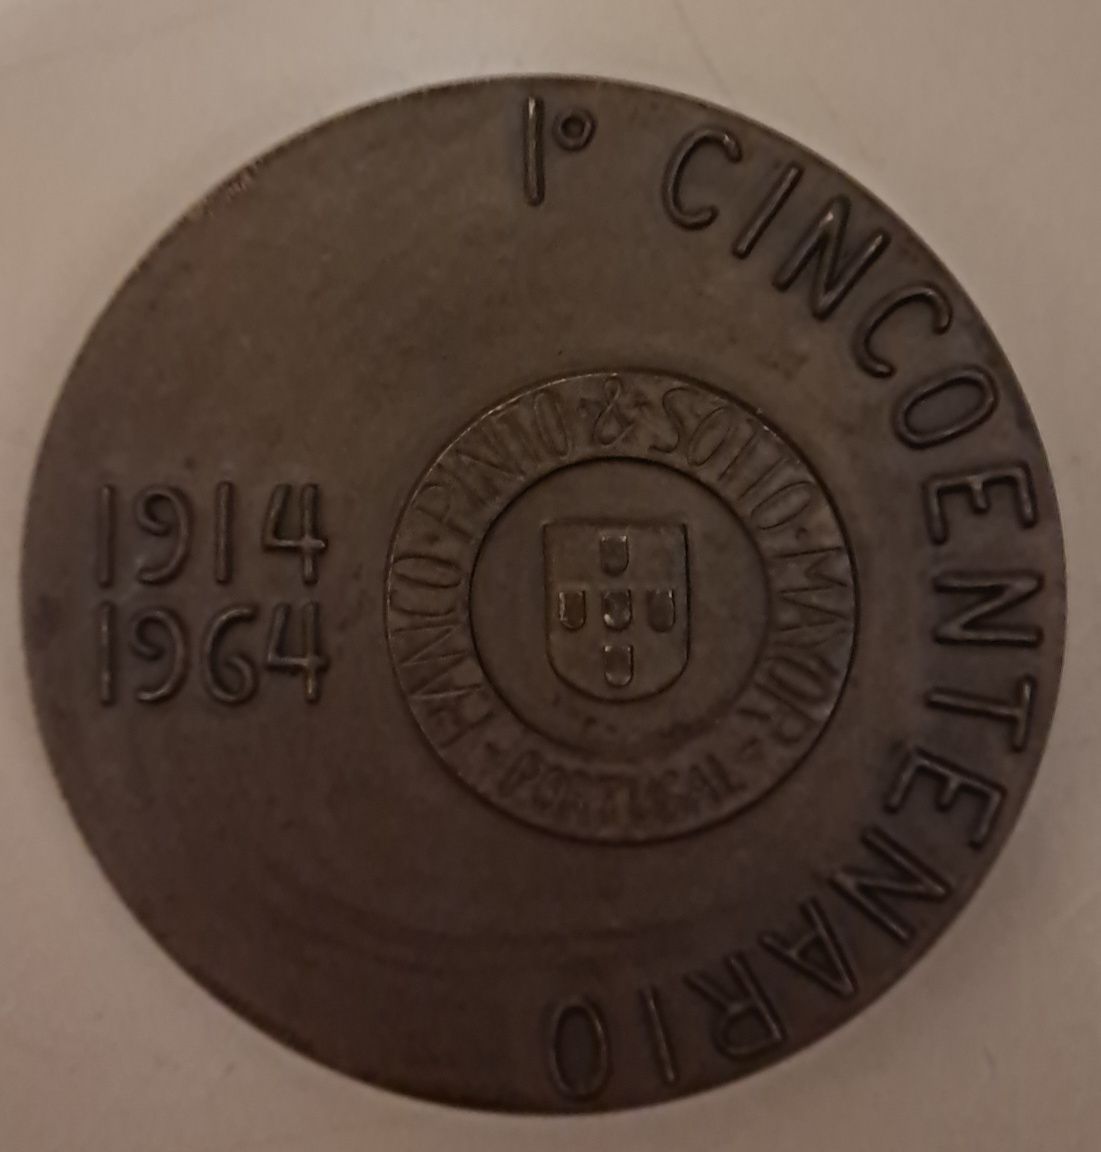 1º CINCOENTENARIO
1914
1964
BANCO · PINTO & SOTTO · MAYOR
PORTUGAL